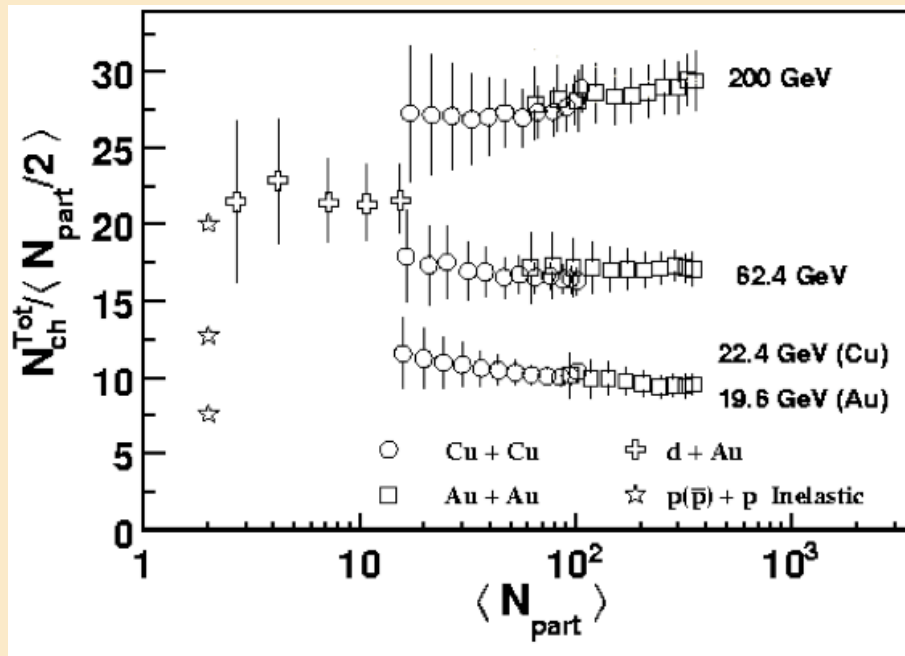 N_ch^Tot/⟨N_part/2⟩
30
25
20
15
10
5
0
200 GeV
62.4 GeV
22.4 GeV (Cu)
19.6 GeV (Au)
Cu + Cu
d + Au
Au + Au
p(p̅) + p Inelastic
1
10
10²
10³
⟨N_part⟩